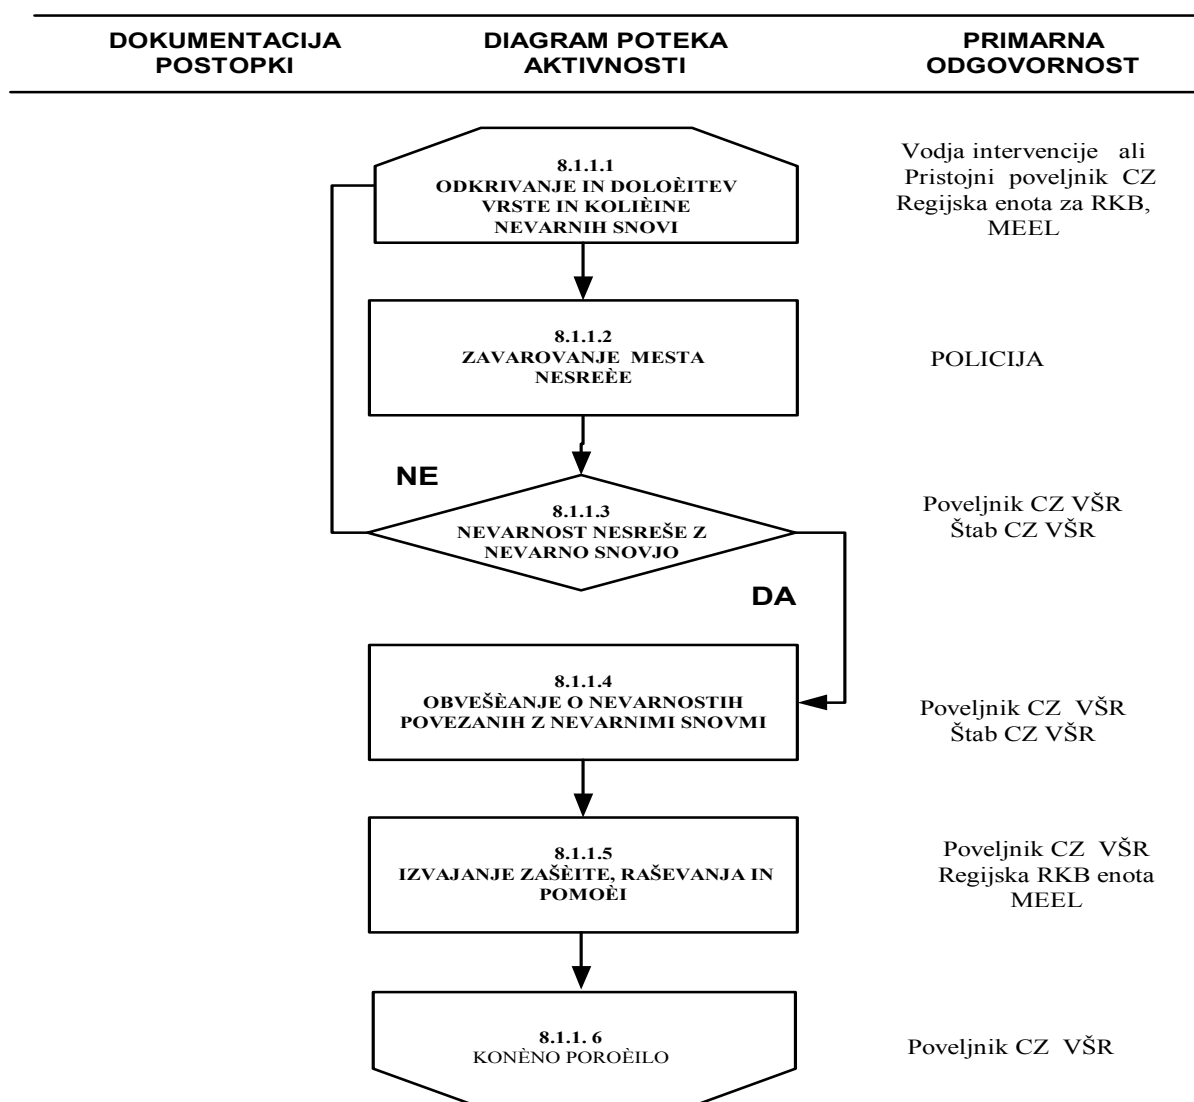 DOKUMENTACIJA
POSTOPKI
DIAGRAM POTEKA
AKTIVNOSTI
PRIMARNA
ODGOVORNOST
8.1.1.1
ODKRIVANJE IN DOLOÈITEV
VRSTE IN KOLIÈINE
NEVARNIH SNOVI
Vodja intervencije ali
Pristojni poveljnik CZ
Regijska enota za RKB,
MEEL
8.1.1.2
ZAVAROVANJE MESTA
NESREÈE
POLICIJA
NE
8.1.1.3
NEVARNOST NESREŠE Z
NEVARNO SNOVJO
Poveljnik CZ VŠR
Štab CZ VŠR
DA
8.1.1.4
OBVEŠÈANJE O NEVARNOSTIH
POVEZANIH Z NEVARNIMI SNOVMI
Poveljnik CZ VŠR
Štab CZ VŠR
8.1.1.5
IZVAJANJE ZAŠÈITE, RAŠEVANJA IN
POMOÈI
Poveljnik CZ VŠR
Regijska RKB enota
MEEL
8.1.1. 6
KONÈNO POROÈILO
Poveljnik CZ VŠR